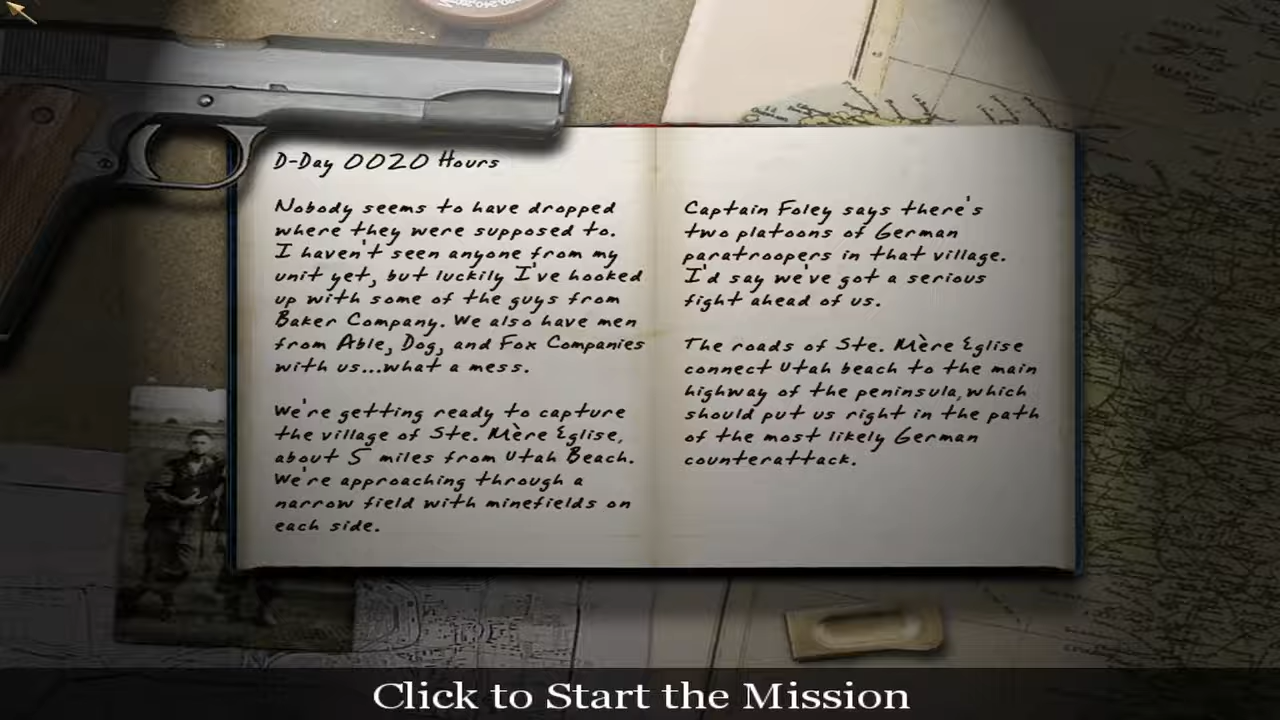 D-Day 0020 Hours
Nobody seems to have dropped
where they were supposed to.
I haven't seen anyone from my
unit yet, but luckily I've hooked
up with some of the guys from
Baker Company. We also have men
from Able, Dog, and Fox Companies
with us...what a mess.
We're getting ready to capture
the village of Ste. Mère Eglise,
about 5 miles from Utah Beach.
We're approaching through a
narrow field with minefields on
each side.
Captain Foley says there's
two platoons of German
paratroopers in that village.
I'd say we've got a serious
fight ahead of us.
The roads of Ste. Mère Eglise
connect Utah beach to the main
highway of the peninsula, which
should put us right in the path
of the most likely German
counterattack.
Click to Start the Mission